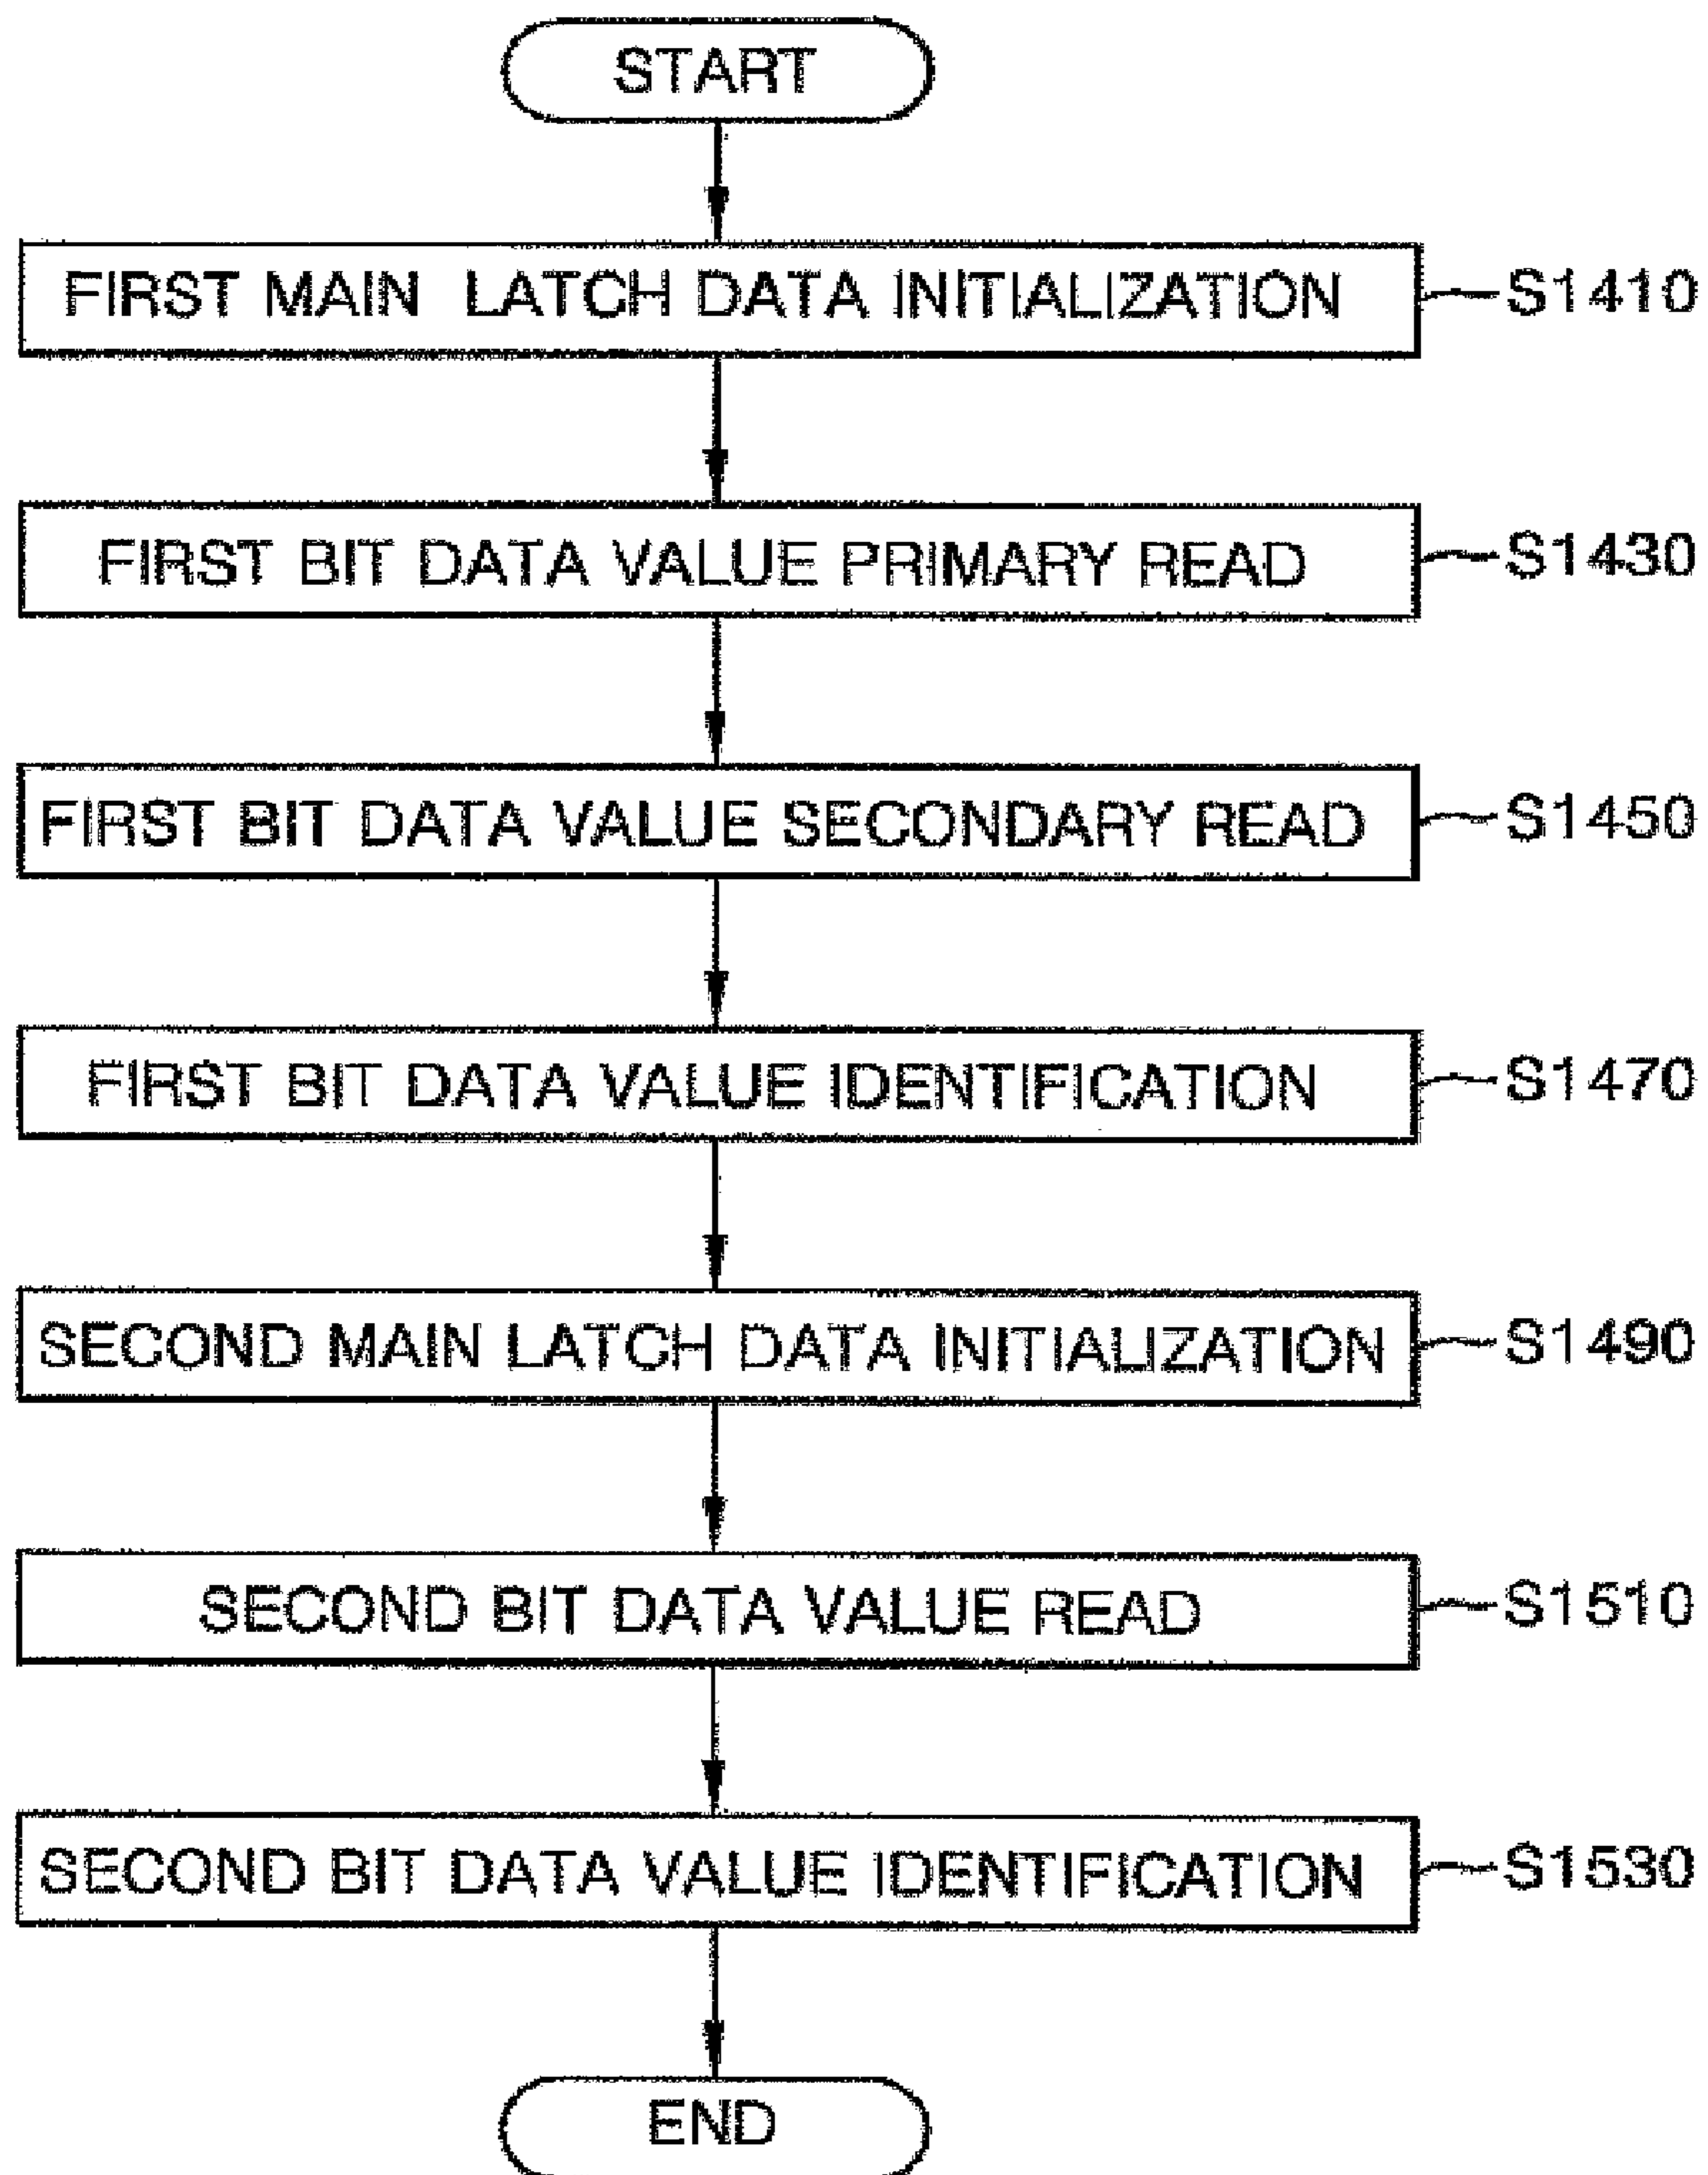 START
FIRST MAIN LATCH DATA INITIALIZATION
S1410
FIRST BIT DATA VALUE PRIMARY READ
S1430
FIRST BIT DATA VALUE SECONDARY READ
S1450
FIRST BIT DATA VALUE IDENTIFICATION
S1470
SECOND MAIN LATCH DATA INITIALIZATION
S1490
SECOND BIT DATA VALUE READ
S1510
SECOND BIT DATA VALUE IDENTIFICATION
S1530
END